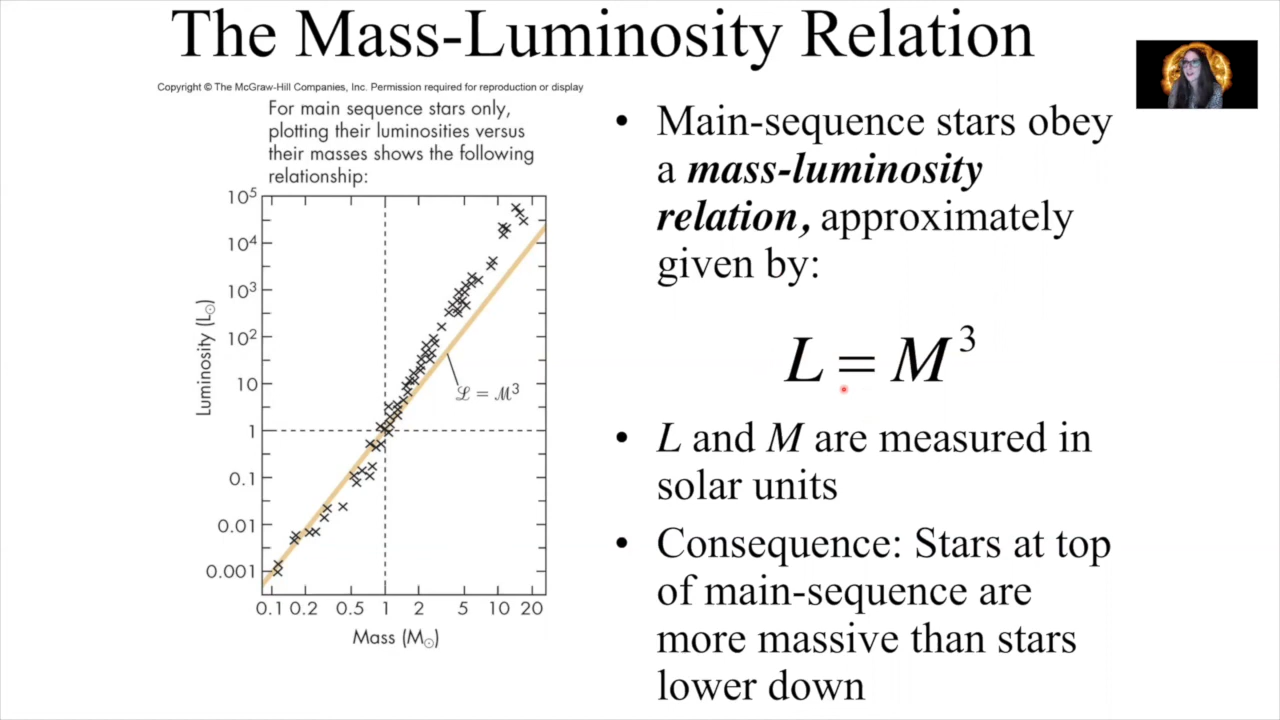 The Mass-Luminosity Relation
Copyright © The McGraw-Hill Companies, Inc. Permission required for reproduction or display
For main sequence stars only,
plotting their luminosities versus
their masses shows the following
relationship:
10⁵
10⁴
10³
10²
10
1
0.1
0.01
0.001
Luminosity (L⊙)
ℒ = ℳ³
0.1 0.2 0.5 1 2 5 10 20
Mass (M⊙)
• Main-sequence stars obey
a mass-luminosity
relation, approximately
given by:
L = M³
• L and M are measured in
solar units
• Consequence: Stars at top
of main-sequence are
more massive than stars
lower down